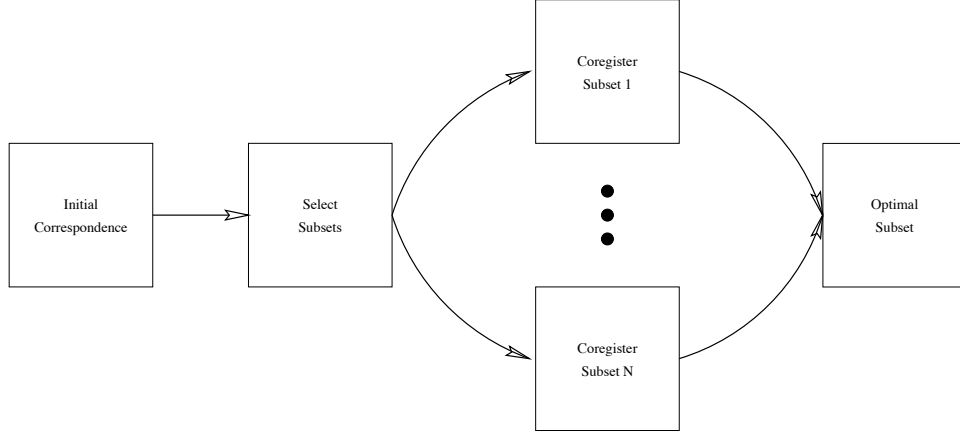 Initial
Correspondence
Select
Subsets
Coregister
Subset 1
Coregister
Subset N
Optimal
Subset